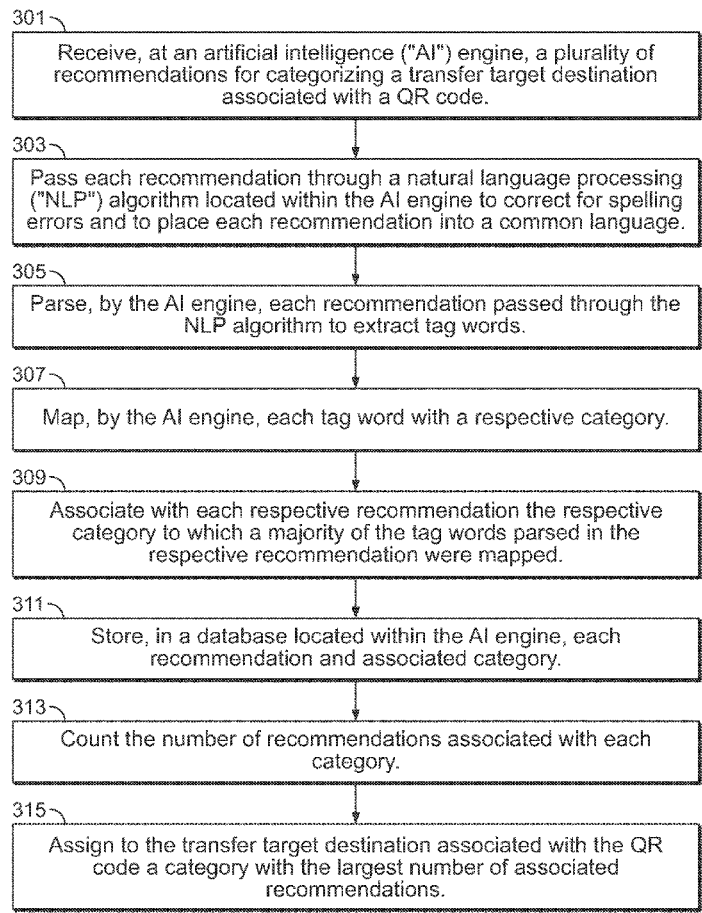 301
Receive, at an artificial intelligence ("AI") engine, a plurality of
recommendations for categorizing a transfer target destination
associated with a QR code.
303
Pass each recommendation through a natural language processing
("NLP") algorithm located within the AI engine to correct for spelling
errors and to place each recommendation into a common language.
305
Parse, by the AI engine, each recommendation passed through the
NLP algorithm to extract tag words.
307
Map, by the AI engine, each tag word with a respective category.
309
Associate with each respective recommendation the respective
category to which a majority of the tag words parsed in the
respective recommendation were mapped.
311
Store, in a database located within the AI engine, each
recommendation and associated category.
313
Count the number of recommendations associated with each
category.
315
Assign to the transfer target destination associated with the QR
code a category with the largest number of associated
recommendations.